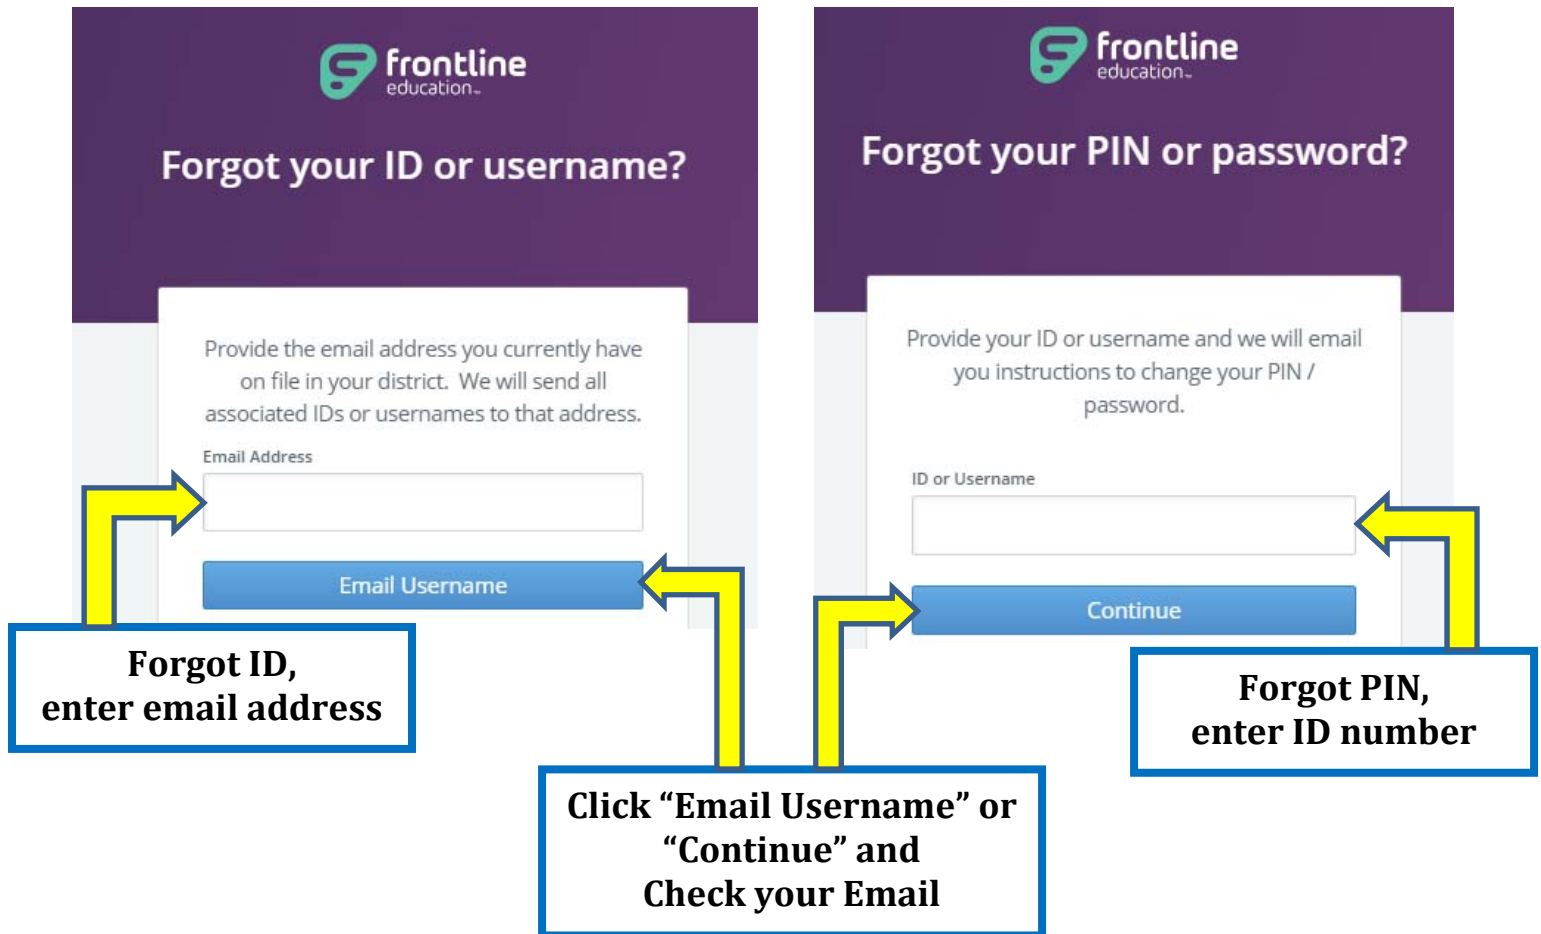 frontline
education™
Forgot your ID or username?
Provide the email address you currently have
on file in your district. We will send all
associated IDs or usernames to that address.
Email Address
Email Username
Forgot ID,
enter email address
frontline
education™
Forgot your PIN or password?
Provide your ID or username and we will email
you instructions to change your PIN /
password.
ID or Username
Continue
Forgot PIN,
enter ID number
Click “Email Username” or
“Continue” and
Check your Email